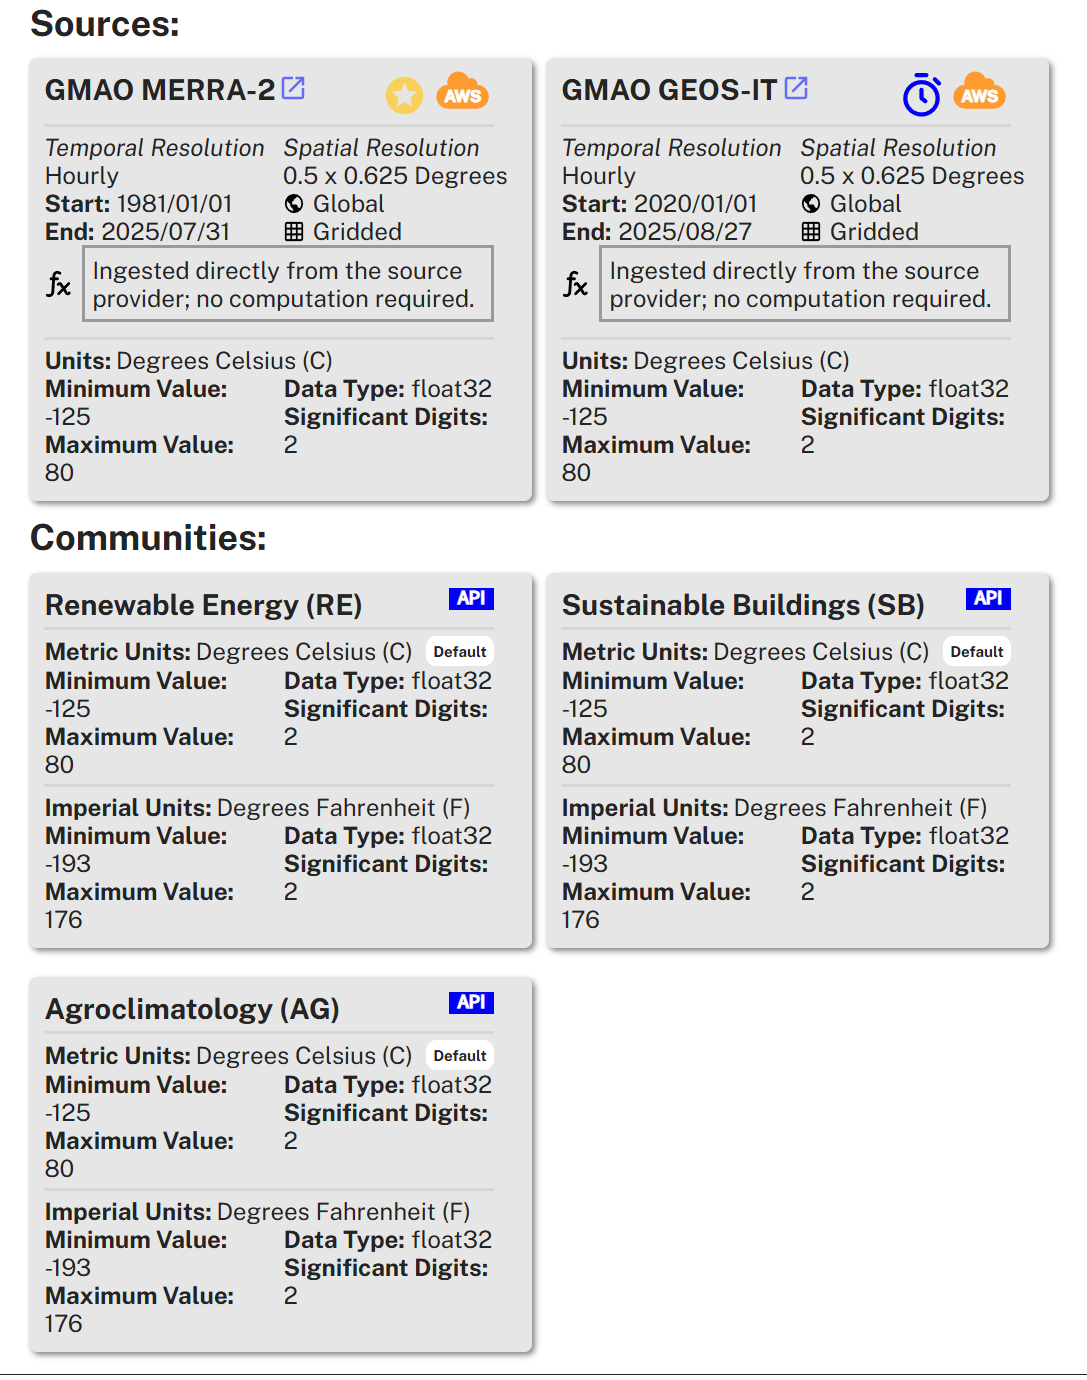 Sources:
GMAO MERRA-2
AWS
Temporal Resolution
Hourly
Start: 1981/01/01
End: 2025/07/31
Spatial Resolution
0.5 x 0.625 Degrees
Global
Gridded
fx
Ingested directly from the source
provider; no computation required.
Units: Degrees Celsius (C)
Minimum Value:
-125
Maximum Value:
80
Data Type: float32
Significant Digits:
2
GMAO GEOS-IT
AWS
Temporal Resolution
Hourly
Start: 2020/01/01
End: 2025/08/27
Spatial Resolution
0.5 x 0.625 Degrees
Global
Gridded
fx
Ingested directly from the source
provider; no computation required.
Units: Degrees Celsius (C)
Minimum Value:
-125
Maximum Value:
80
Data Type: float32
Significant Digits:
2
Communities:
Renewable Energy (RE)
API
Metric Units: Degrees Celsius (C) Default
Minimum Value:
-125
Maximum Value:
80
Data Type: float32
Significant Digits:
2
Imperial Units: Degrees Fahrenheit (F)
Minimum Value:
-193
Maximum Value:
176
Data Type: float32
Significant Digits:
2
Sustainable Buildings (SB)
API
Metric Units: Degrees Celsius (C) Default
Minimum Value:
-125
Maximum Value:
80
Data Type: float32
Significant Digits:
2
Imperial Units: Degrees Fahrenheit (F)
Minimum Value:
-193
Maximum Value:
176
Data Type: float32
Significant Digits:
2
Agroclimatology (AG)
API
Metric Units: Degrees Celsius (C) Default
Minimum Value:
-125
Maximum Value:
80
Data Type: float32
Significant Digits:
2
Imperial Units: Degrees Fahrenheit (F)
Minimum Value:
-193
Maximum Value:
176
Data Type: float32
Significant Digits:
2